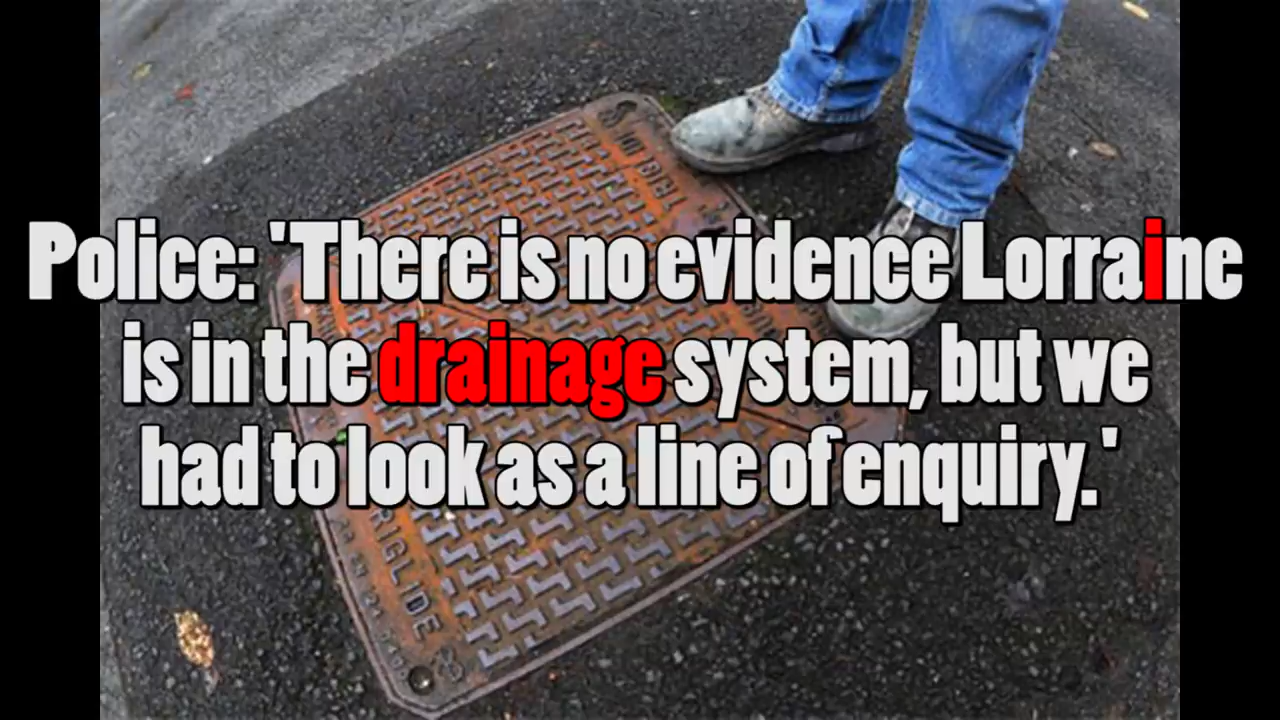 Police: 'There is no evidence Lorraine
is in the drainage system, but we
had to look as a line of enquiry.'